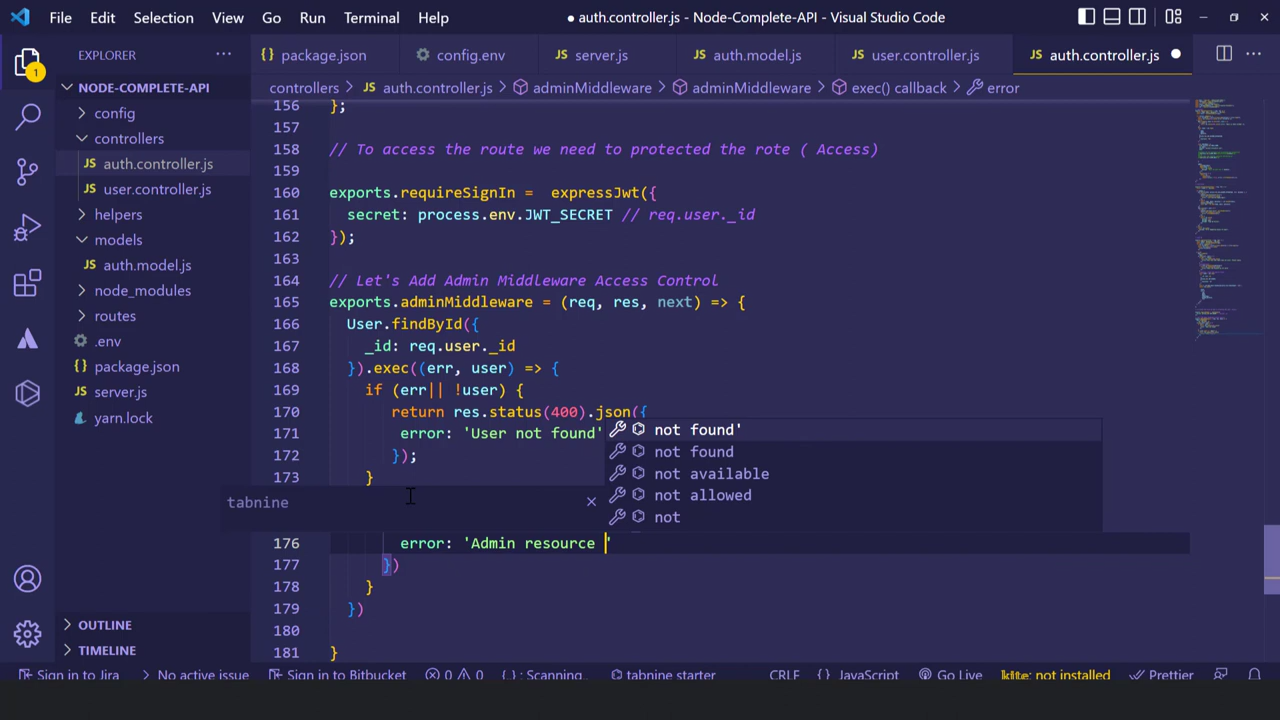 File Edit Selection View Go Run Terminal Help
● auth.controller.js - Node-Complete-API - Visual Studio Code
EXPLORER
package.json config.env JS server.js JS auth.model.js JS user.controller.js JS auth.controller.js
NODE-COMPLETE-API
config
controllers
auth.controller.js
user.controller.js
helpers
models
auth.model.js
node_modules
routes
.env
package.json
server.js
yarn.lock
OUTLINE
TIMELINE
1
controllers > JS auth.controller.js > adminMiddleware > adminMiddleware > exec() callback > error
156 };
157
158 // To access the route we need to protected the rote ( Access)
159
160 exports.requireSignIn =  expressJwt({
161 secret: process.env.JWT_SECRET // req.user._id
162 });
163
164 // Let's Add Admin Middleware Access Control
165 exports.adminMiddleware = (req, res, next) => {
166 User.findById({
167 _id: req.user._id
168 }).exec((err, user) => {
169 if (err|| !user) {
170 return res.status(400).json({
171 error: 'User not found'
172 });
173 }
176 error: 'Admin resource '
177 })
178 }
179 })
180
181 }
tabnine
not found'
not found
not available
not allowed
not
Sign in to Jira No active issue Sign in to Bitbucket 0 0 {..} : Scanning.. tabnine starter CRLF JavaScript Go Live kite: not installed Prettier